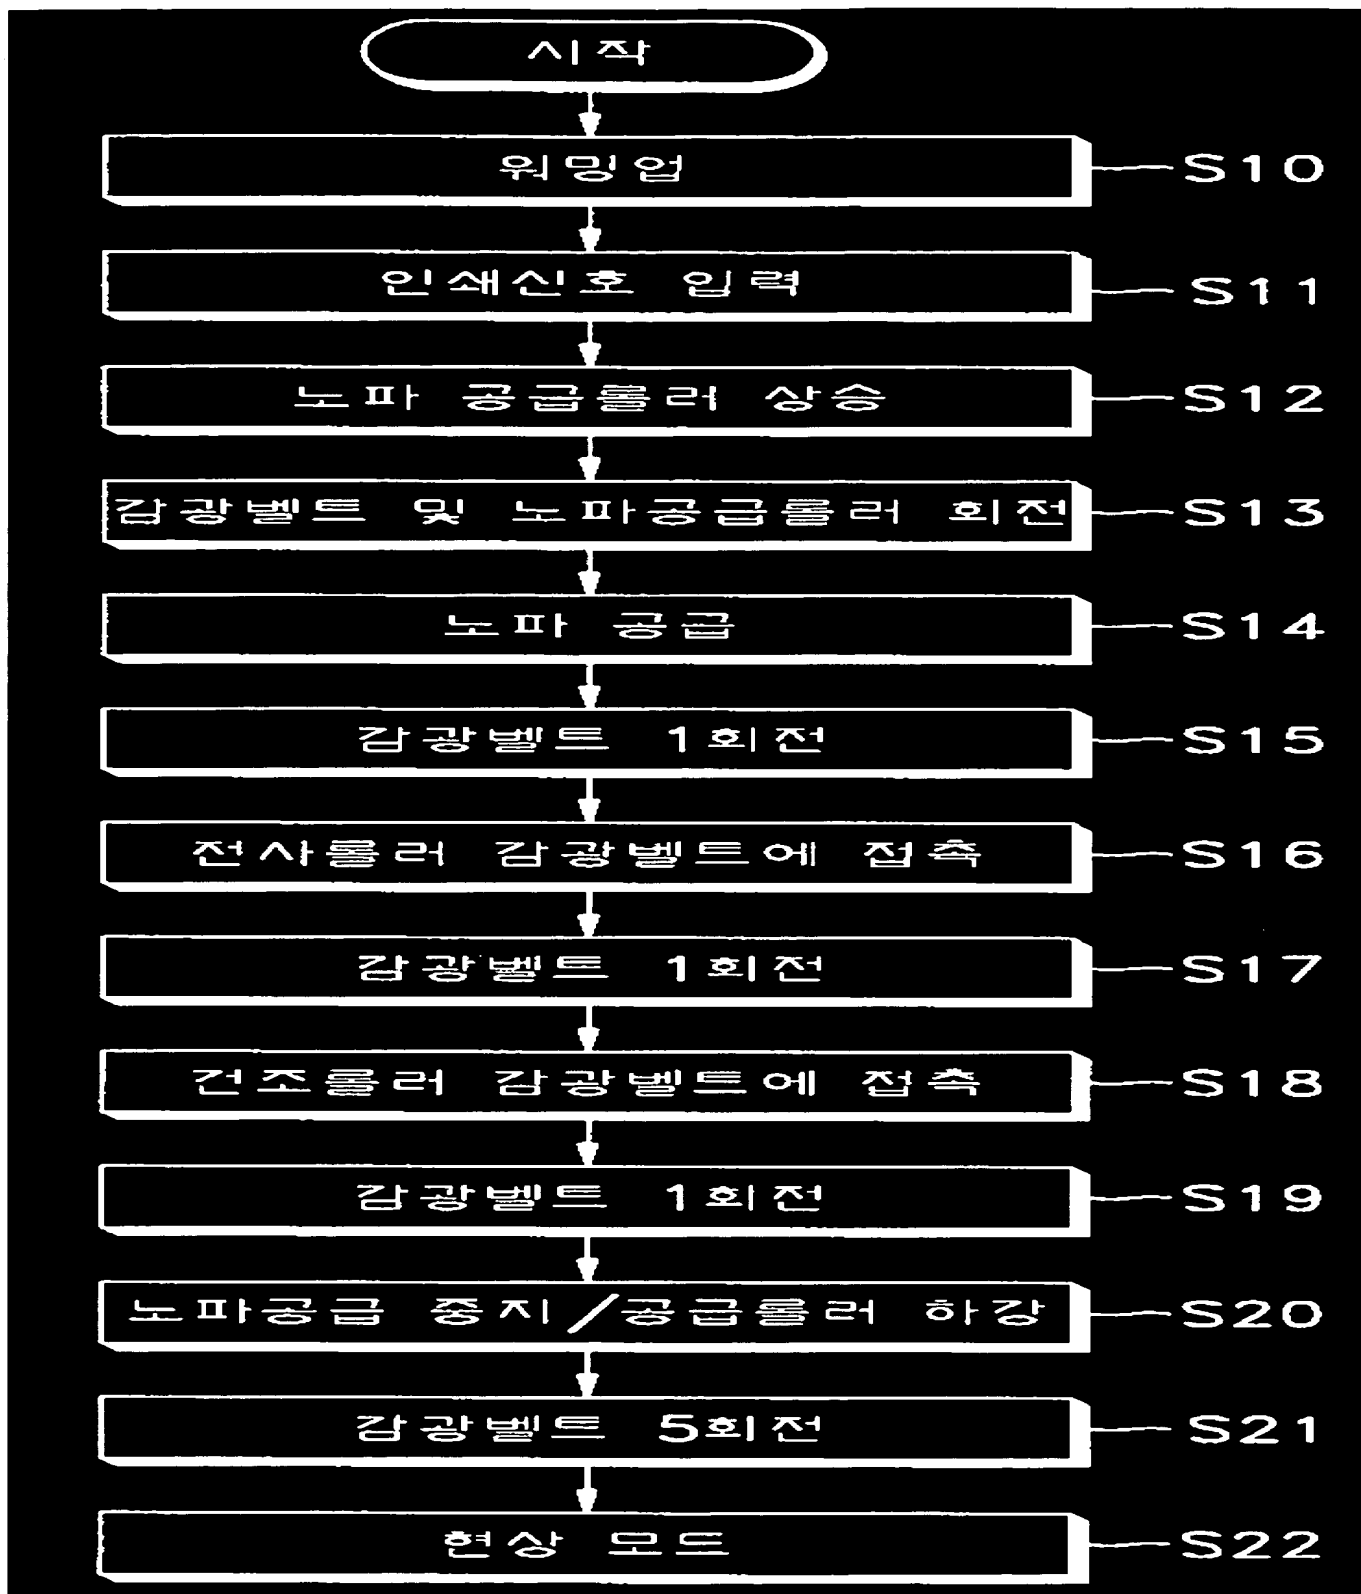 시작
워밍업 S10
인쇄신호 입력 S11
노파 공급롤러 상승 S12
감광벨트 및 노파공급롤러 회전 S13
노파 공급 S14
감광벨트 1회전 S15
전사롤러 감광벨트에 접촉 S16
감광벨트 1회전 S17
건조롤러 감광벨트에 접촉 S18
감광벨트 1회전 S19
노파공급 중지/공급롤러 하강 S20
감광벨트 5회전 S21
현상 모드 S22